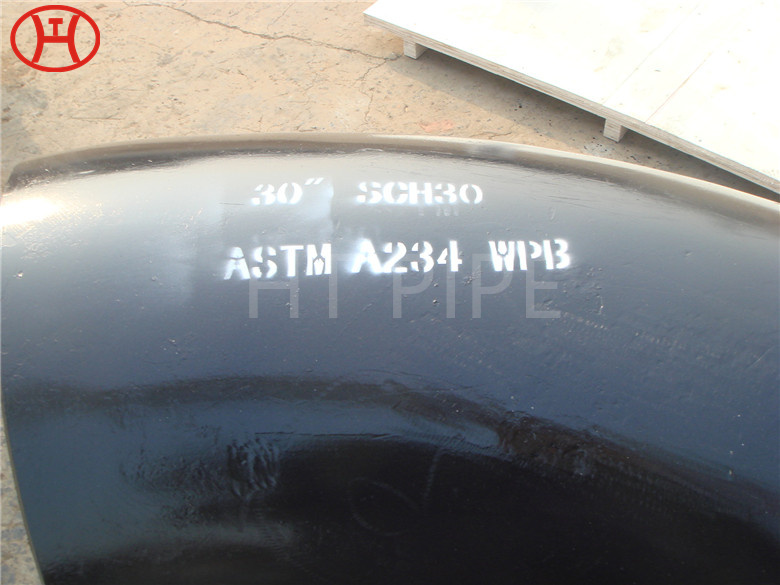 30" SCH30
ASTM A234 WPB
HT PIPE